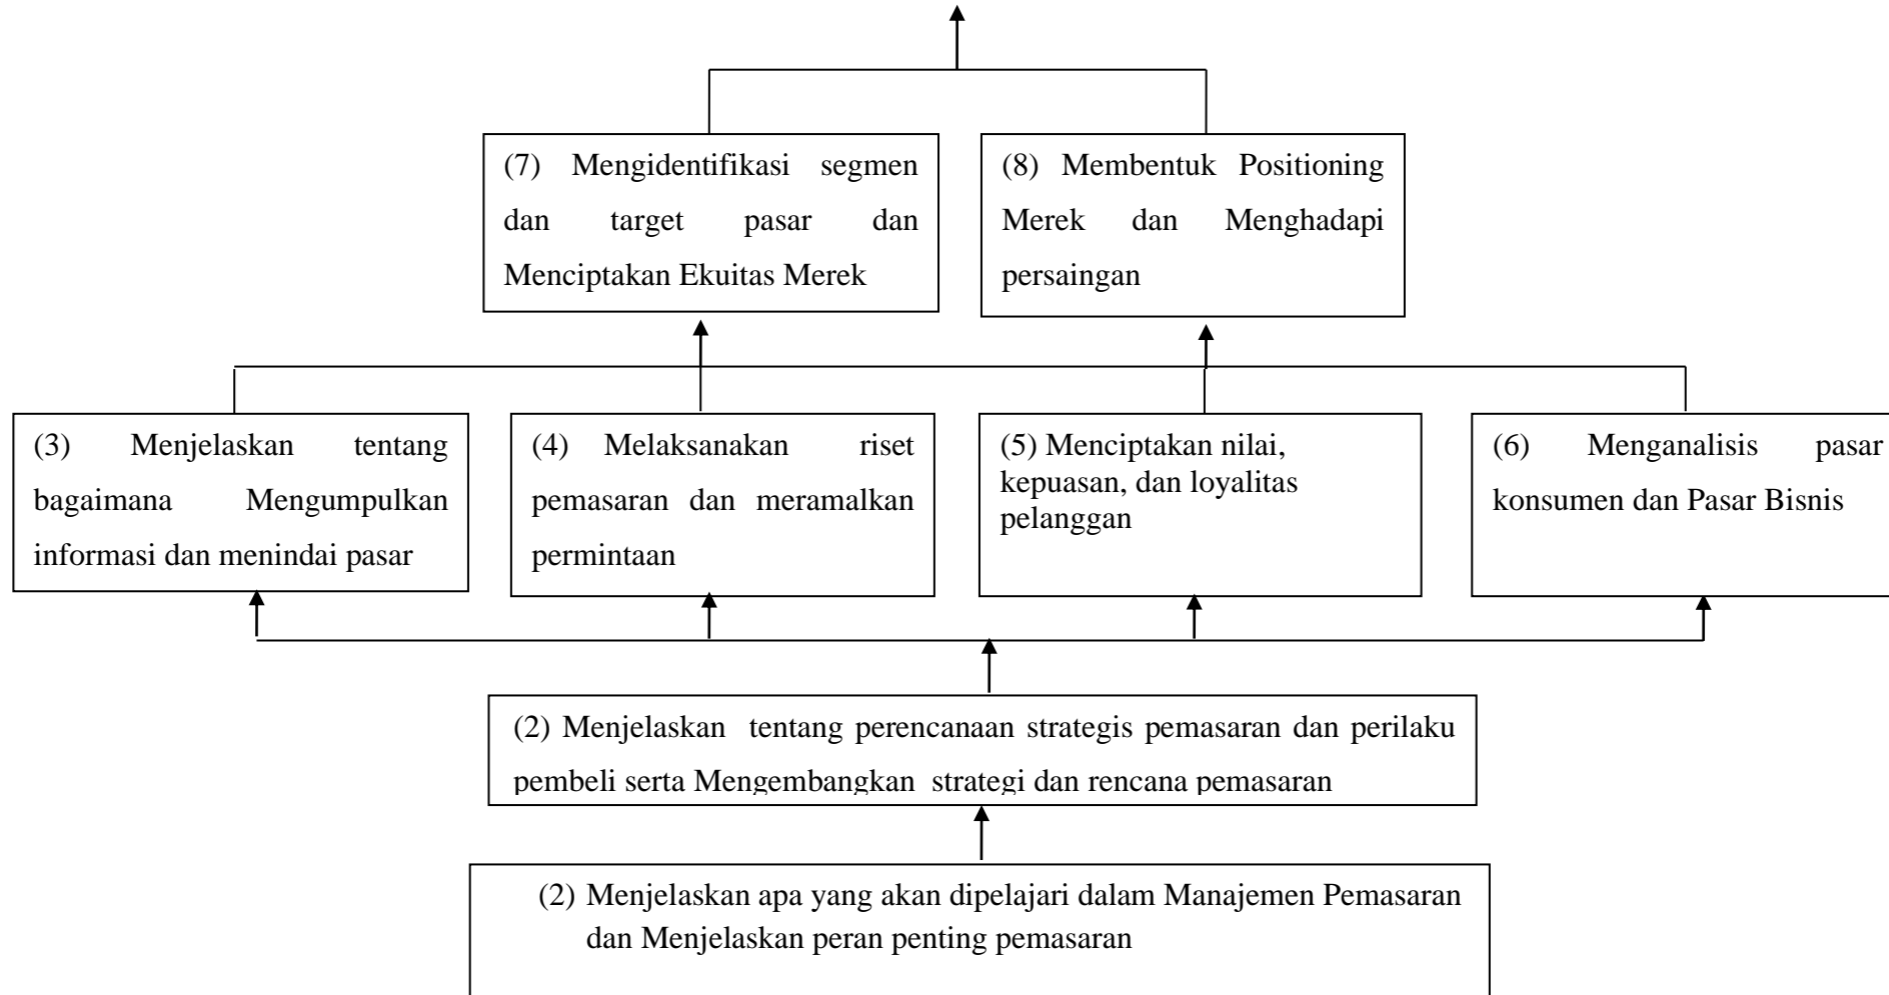 (7) Mengidentifikasi segmen
dan target pasar dan
Menciptakan Ekuitas Merek
(8) Membentuk Positioning
Merek dan Menghadapi
persaingan
(3) Menjelaskan tentang
bagaimana Mengumpulkan
informasi dan menindai pasar
(4) Melaksanakan riset
pemasaran dan meramalkan
permintaan
(5) Menciptakan nilai,
kepuasan, dan loyalitas
pelanggan
(6) Menganalisis pasar
konsumen dan Pasar Bisnis
(2) Menjelaskan tentang perencanaan strategis pemasaran dan perilaku
pembeli serta Mengembangkan strategi dan rencana pemasaran
(2) Menjelaskan apa yang akan dipelajari dalam Manajemen Pemasaran
dan Menjelaskan peran penting pemasaran